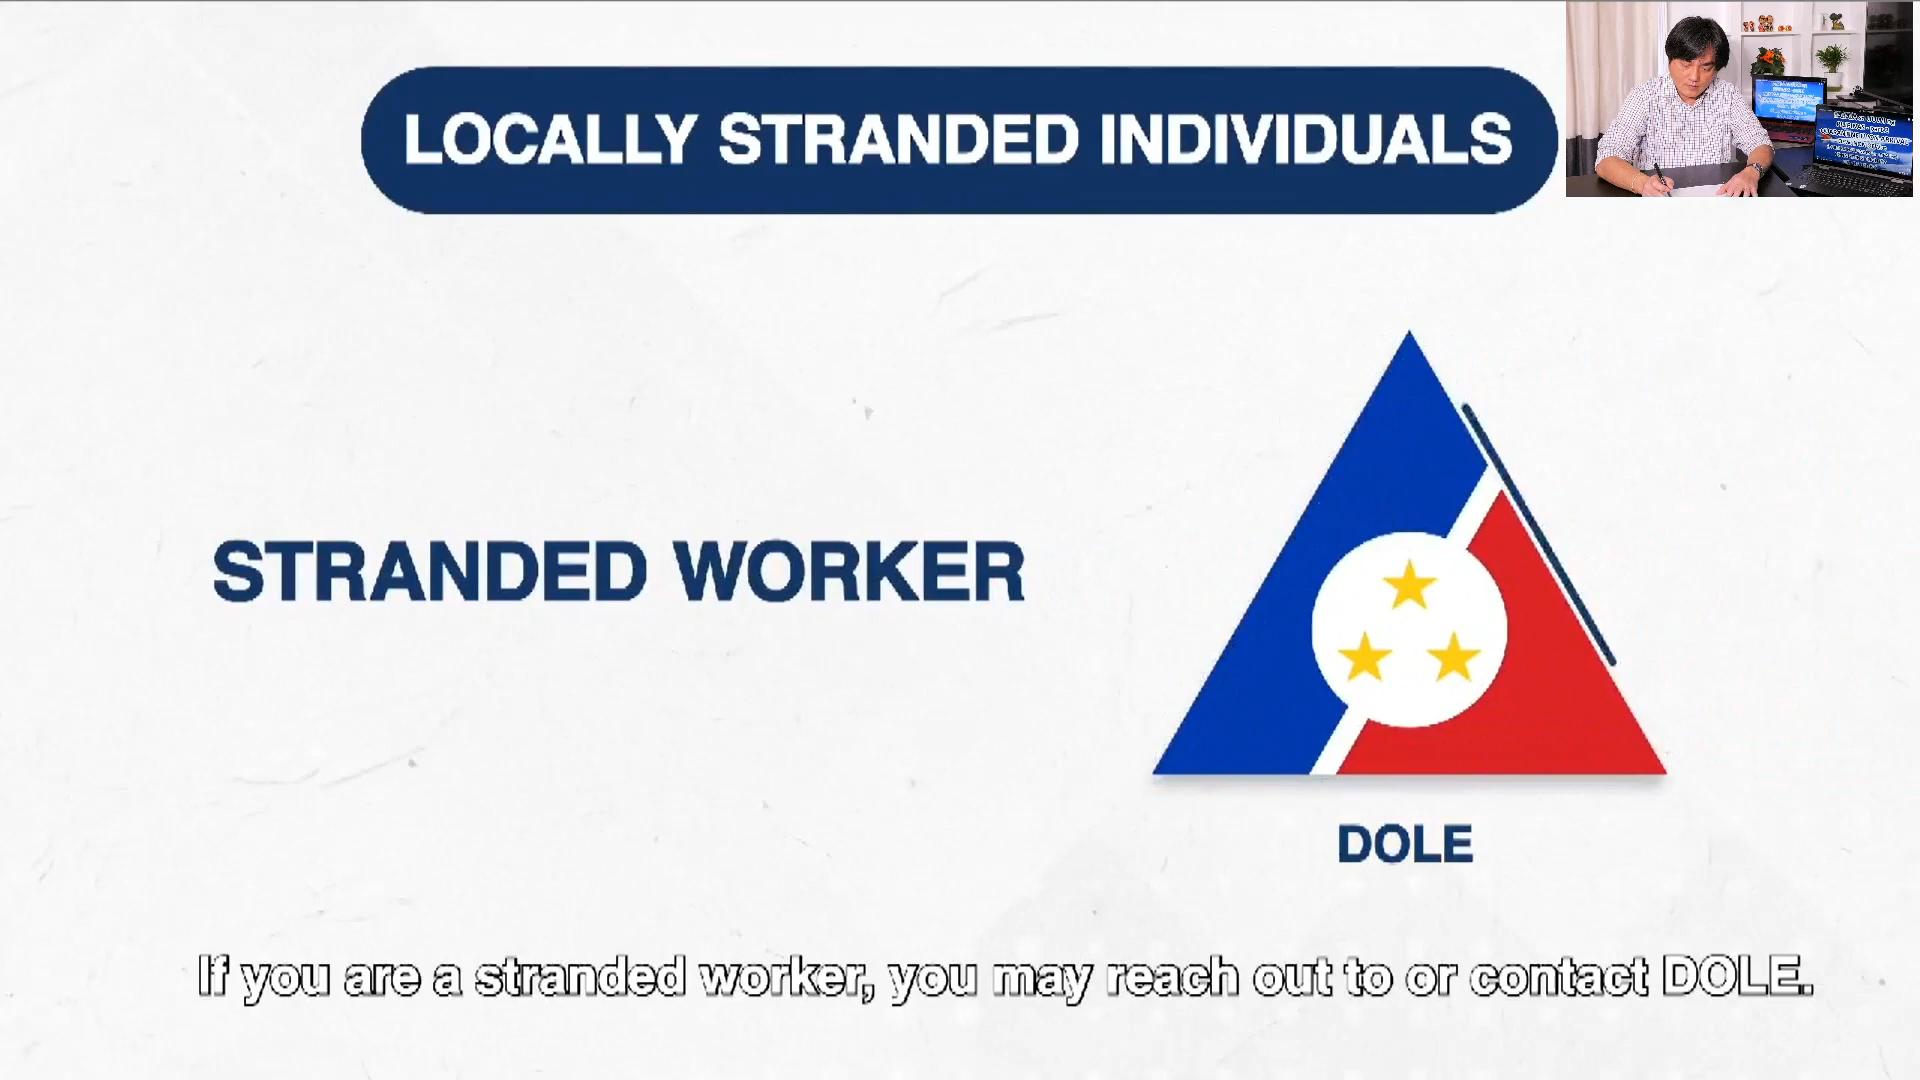 LOCALLY STRANDED INDIVIDUALS
STRANDED WORKER
DOLE
If you are a stranded worker, you may reach out to or contact DOLE.